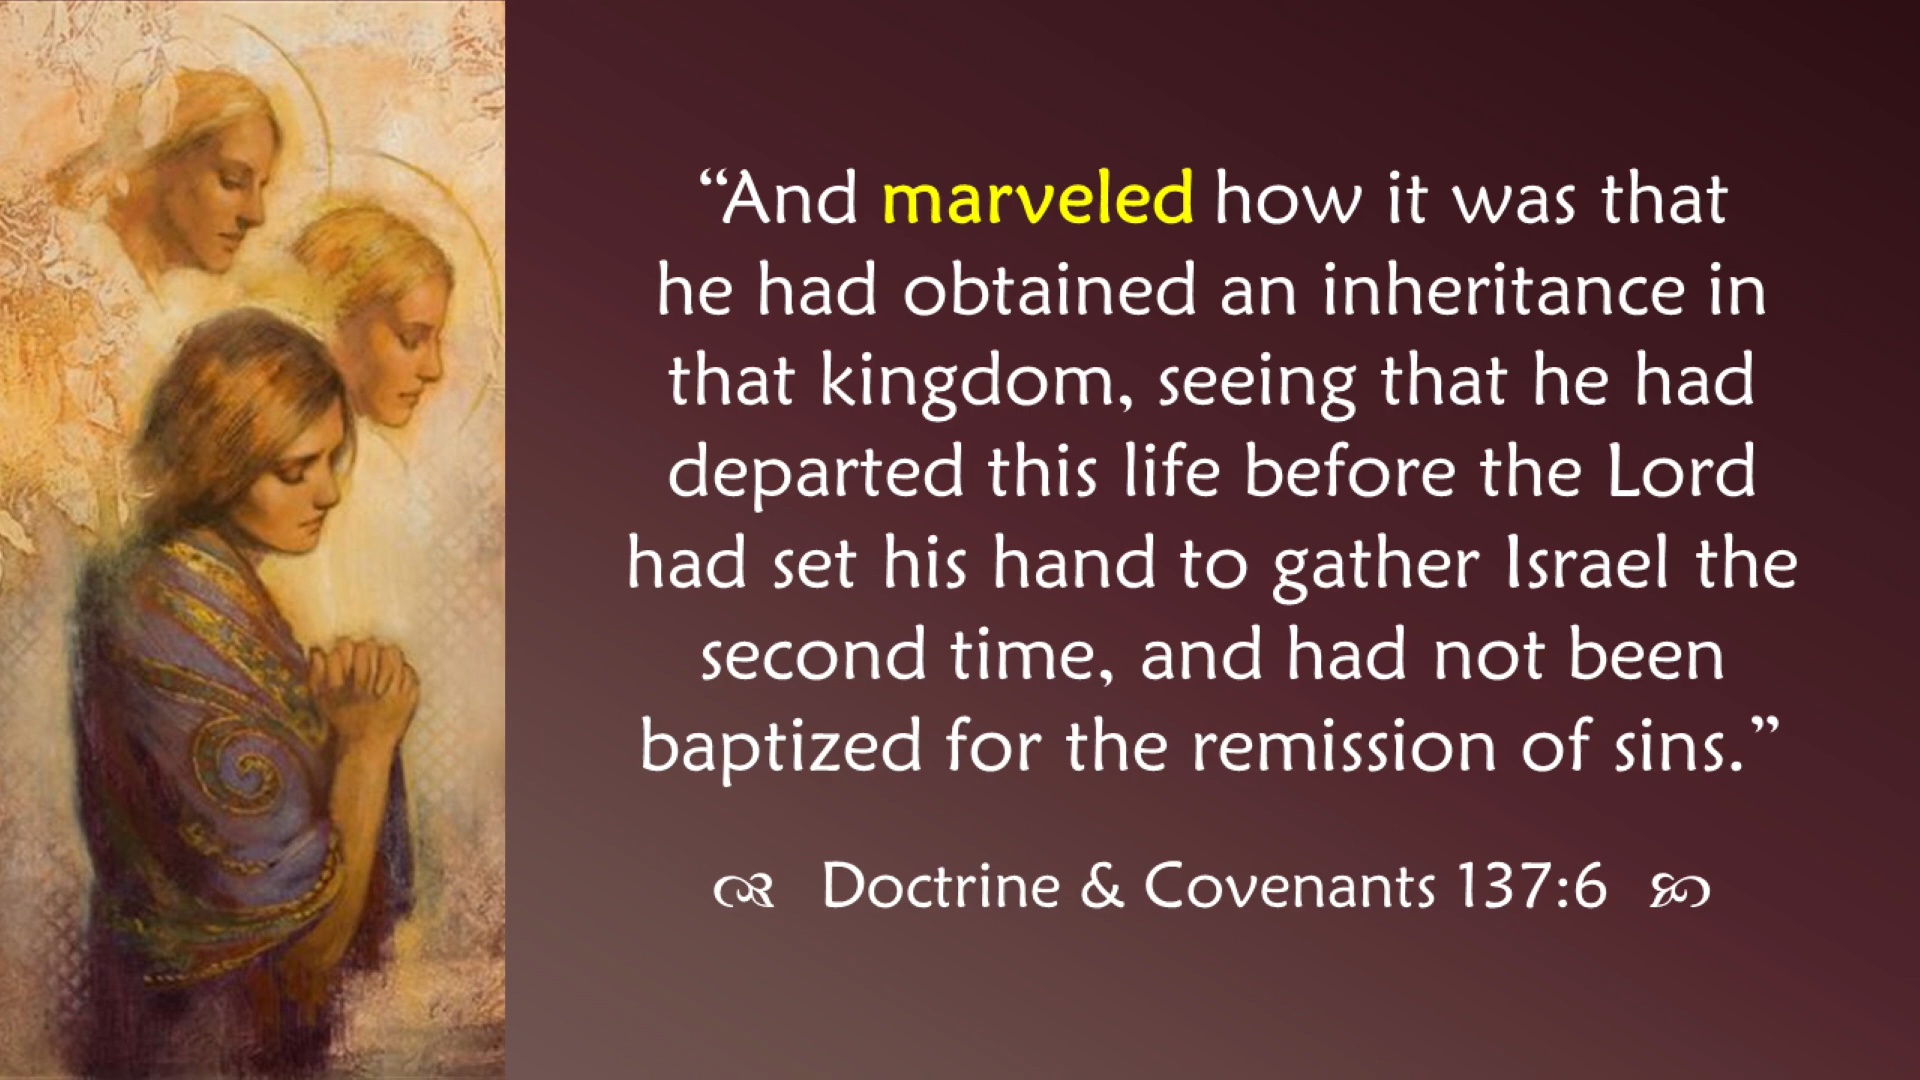 “And marveled how it was that
he had obtained an inheritance in
that kingdom, seeing that he had
departed this life before the Lord
had set his hand to gather Israel the
second time, and had not been
baptized for the remission of sins.”
Doctrine & Covenants 137:6